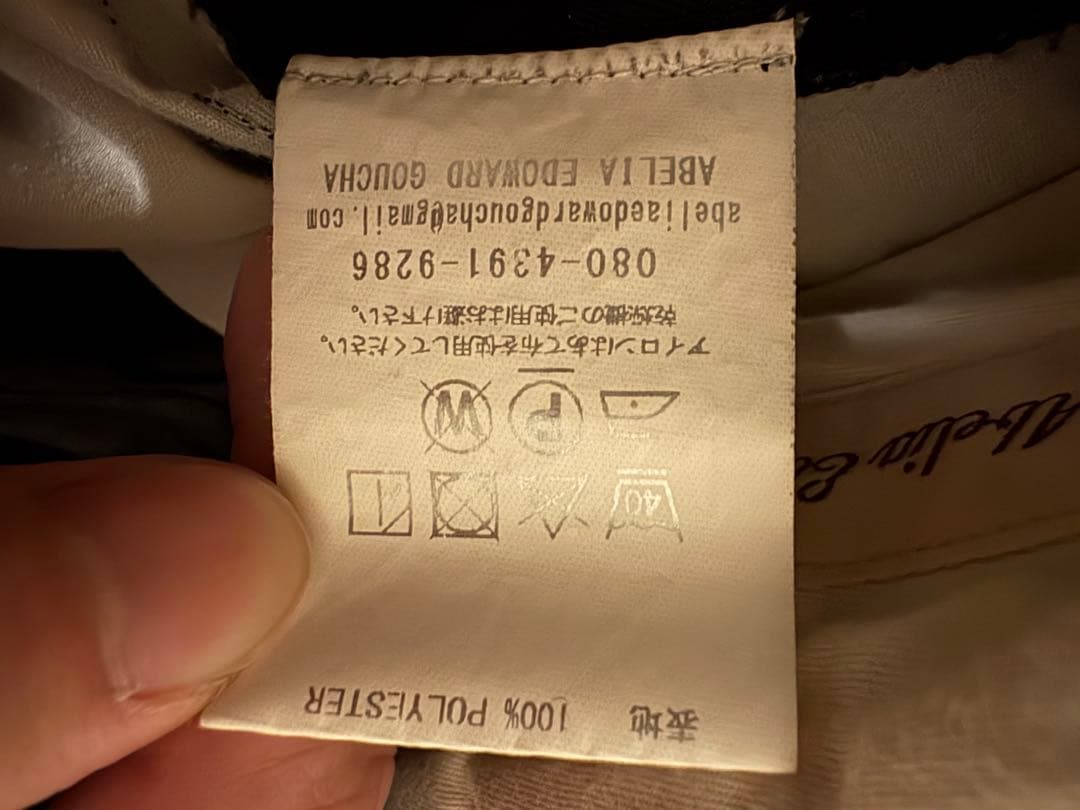 表地 100% POLYESTER
40
P
W
アイロンはあて布を使用してください。
乾燥機のご使用はお避け下さい。
080-4391-9286
abeliaedowardgoucha@gmail.com
ABELIA EDOWARD GOUCHA
Abelia